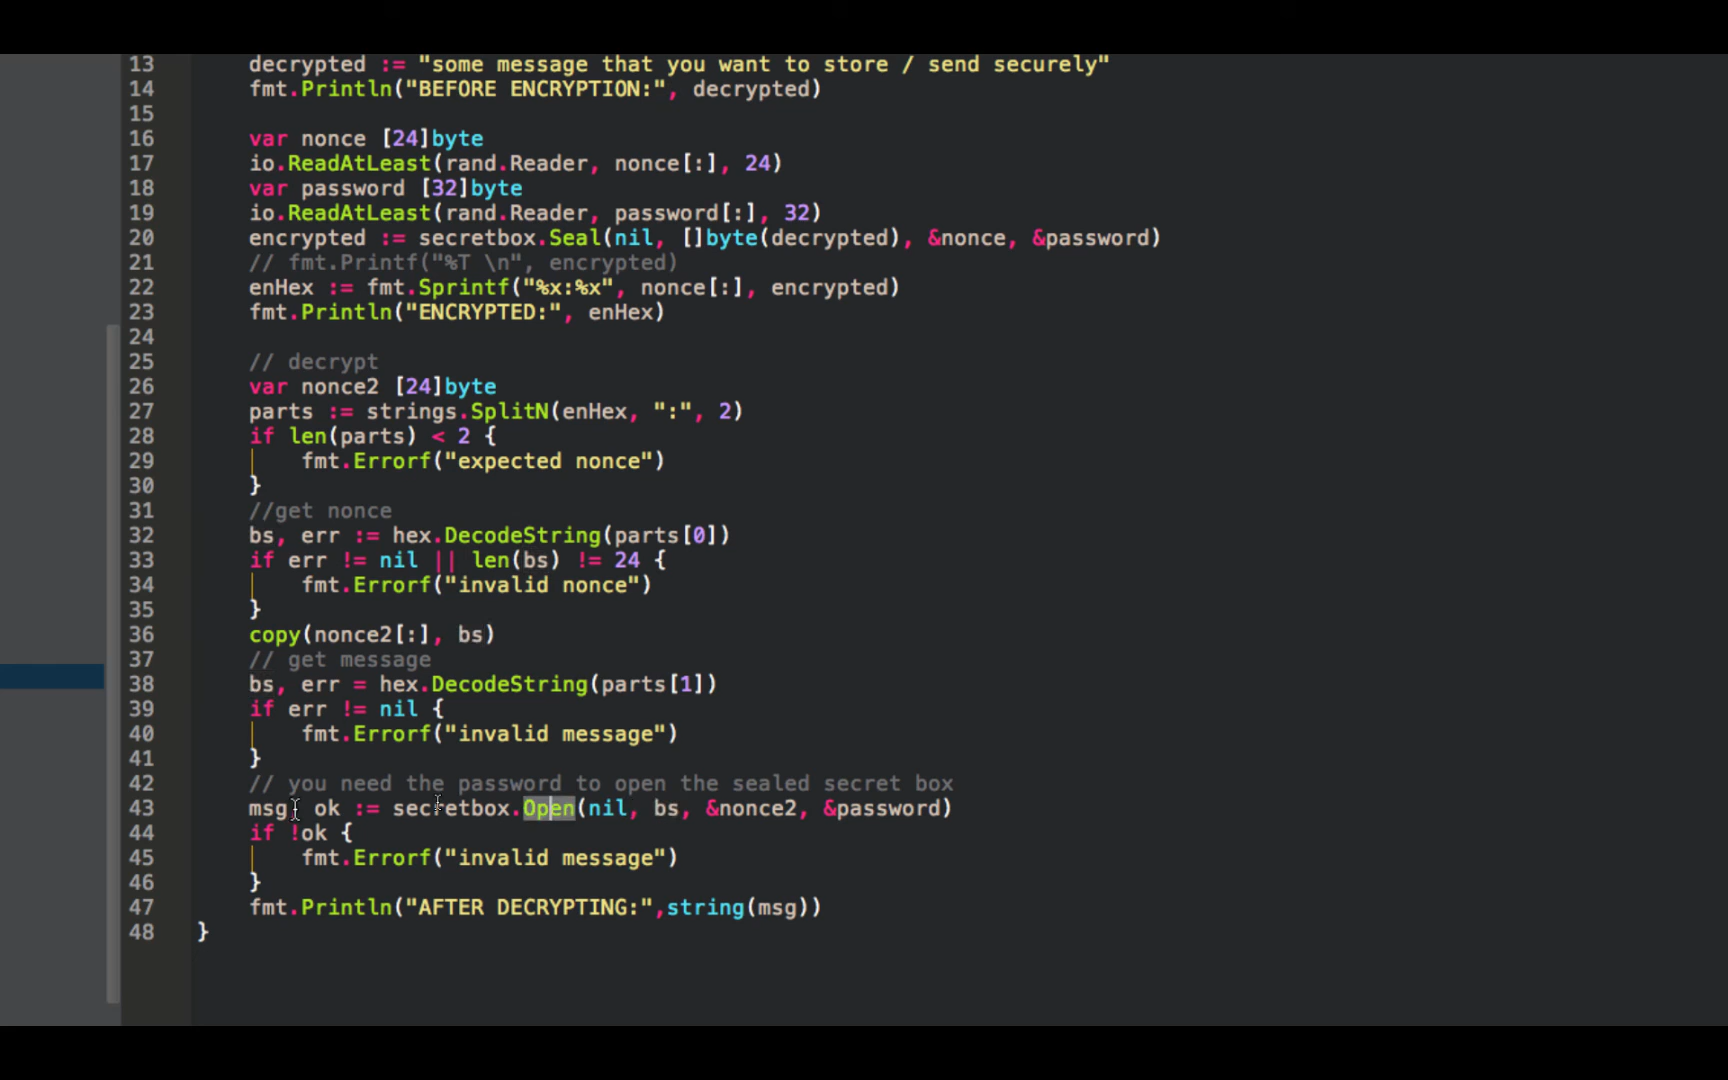 13 decrypted := "some message that you want to store / send securely"
14 fmt.Println("BEFORE ENCRYPTION:", decrypted)
15
16 var nonce [24]byte
17 io.ReadAtLeast(rand.Reader, nonce[:], 24)
18 var password [32]byte
19 io.ReadAtLeast(rand.Reader, password[:], 32)
20 encrypted := secretbox.Seal(nil, []byte(decrypted), &nonce, &password)
21 // fmt.Printf("%T \n", encrypted)
22 enHex := fmt.Sprintf("%x:%x", nonce[:], encrypted)
23 fmt.Println("ENCRYPTED:", enHex)
24
25 // decrypt
26 var nonce2 [24]byte
27 parts := strings.SplitN(enHex, ":", 2)
28 if len(parts) < 2 {
29 fmt.Errorf("expected nonce")
30 }
31 //get nonce
32 bs, err := hex.DecodeString(parts[0])
33 if err != nil || len(bs) != 24 {
34 fmt.Errorf("invalid nonce")
35 }
36 copy(nonce2[:], bs)
37 // get message
38 bs, err = hex.DecodeString(parts[1])
39 if err != nil {
40 fmt.Errorf("invalid message")
41 }
42 // you need the password to open the sealed secret box
43 msg, ok := secretbox.Open(nil, bs, &nonce2, &password)
44 if !ok {
45 fmt.Errorf("invalid message")
46 }
47 fmt.Println("AFTER DECRYPTING:",string(msg))
48 }